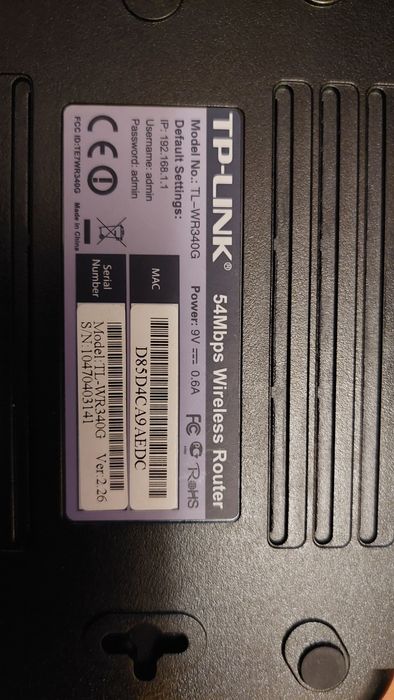 TP-LINK® 54Mbps Wireless Router
Model No.: TL-WR340G Power: 9V⎓ 0.6A
Default Settings:
IP: 192.168.1.1
Username: admin
Password: admin
FC RoHS
CE
MAC
D85D4CA9AEDC
Serial Number
Model:TL-WR340G Ver:2.26
S/N:10470403141
FCC ID:TE7WR340G Made in China